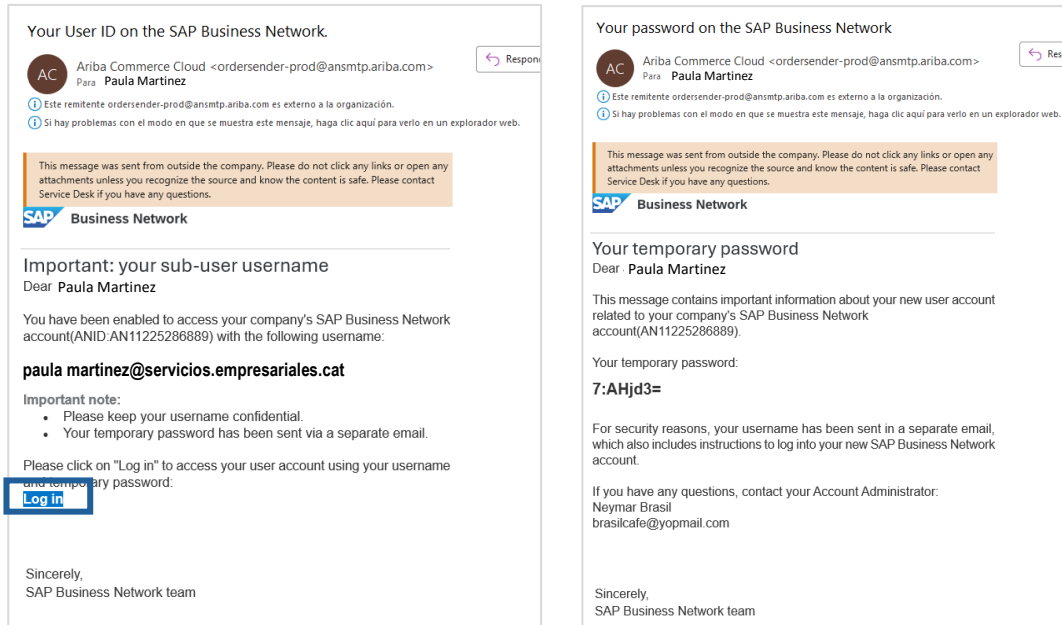 Your User ID on the SAP Business Network.
AC
Ariba Commerce Cloud <ordersender-prod@ansmtp.ariba.com>
Para Paula Martinez
Respon
Este remitente ordersender-prod@ansmtp.ariba.com es externo a la organización.
Si hay problemas con el modo en que se muestra este mensaje, haga clic aquí para verlo en un explorador web.
This message was sent from outside the company. Please do not click any links or open any
attachments unless you recognize the source and know the content is safe. Please contact
Service Desk if you have any questions.
SAP Business Network
Important: your sub-user username
Dear Paula Martinez
You have been enabled to access your company's SAP Business Network
account(ANID:AN11225286889) with the following username:
paula martinez@servicios.empresariales.cat
Important note:
• Please keep your username confidential.
• Your temporary password has been sent via a separate email.
Please click on "Log in" to access your user account using your username
and temporary password:
Log in
Sincerely,
SAP Business Network team
Your password on the SAP Business Network
AC
Ariba Commerce Cloud <ordersender-prod@ansmtp.ariba.com>
Para Paula Martinez
Res
Este remitente ordersender-prod@ansmtp.ariba.com es externo a la organización.
Si hay problemas con el modo en que se muestra este mensaje, haga clic aquí para verlo en un explorador web.
This message was sent from outside the company. Please do not click any links or open any
attachments unless you recognize the source and know the content is safe. Please contact
Service Desk if you have any questions.
SAP Business Network
Your temporary password
Dear Paula Martinez
This message contains important information about your new user account
related to your company's SAP Business Network
account(AN11225286889).
Your temporary password:
7:AHjd3=
For security reasons, your username has been sent in a separate email,
which also includes instructions to log into your new SAP Business Network
account.
If you have any questions, contact your Account Administrator:
Neymar Brasil
brasilcafe@yopmail.com
Sincerely,
SAP Business Network team